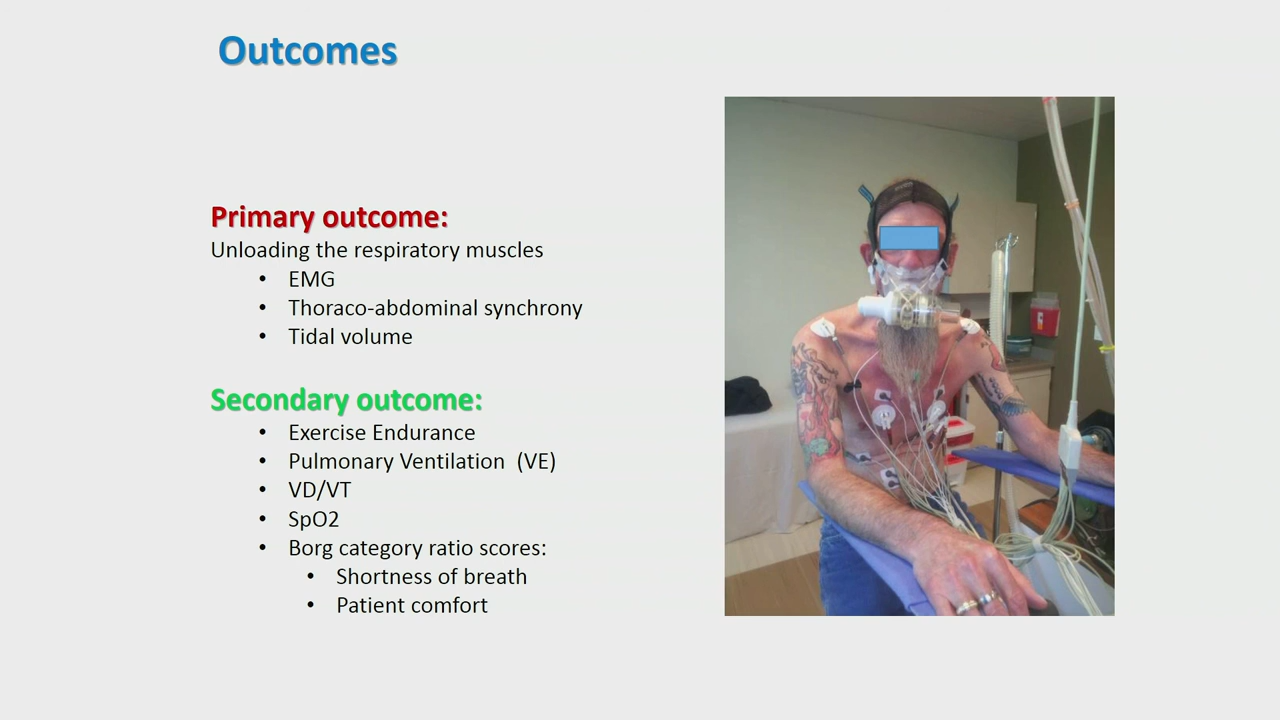 Outcomes
Primary outcome:
Unloading the respiratory muscles
• EMG
• Thoraco-abdominal synchrony
• Tidal volume
Secondary outcome:
• Exercise Endurance
• Pulmonary Ventilation (VE)
• VD/VT
• SpO2
• Borg category ratio scores:
• Shortness of breath
• Patient comfort